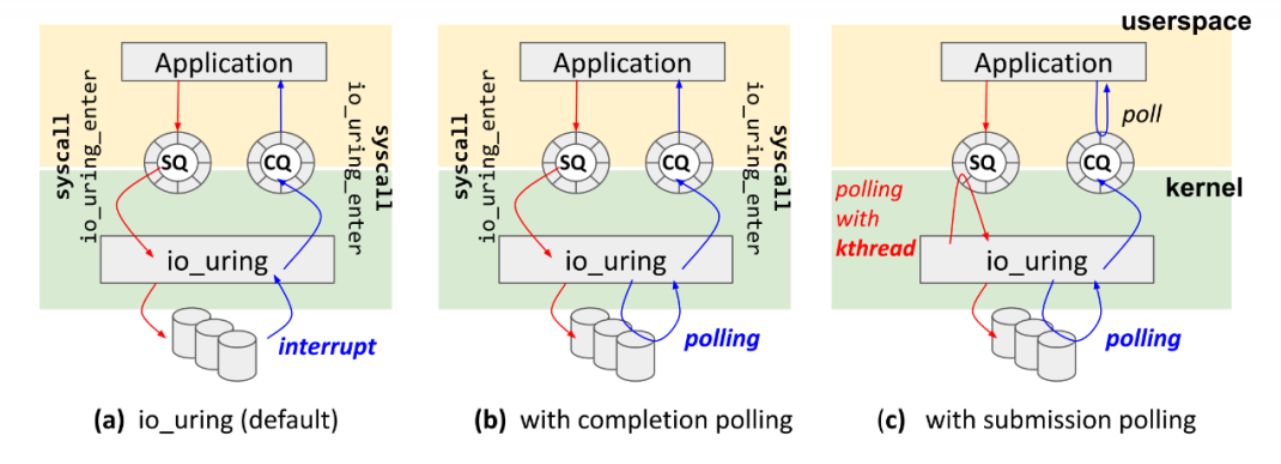 userspace
Application
syscall
io_uring_enter
SQ
CQ
io_uring_enter
syscall
io_uring
interrupt
(a) io_uring (default)
Application
syscall
io_uring_enter
SQ
CQ
io_uring_enter
syscall
io_uring
polling
(b) with completion polling
Application
poll
SQ
CQ
kernel
polling
with
kthread
io_uring
polling
(c) with submission polling